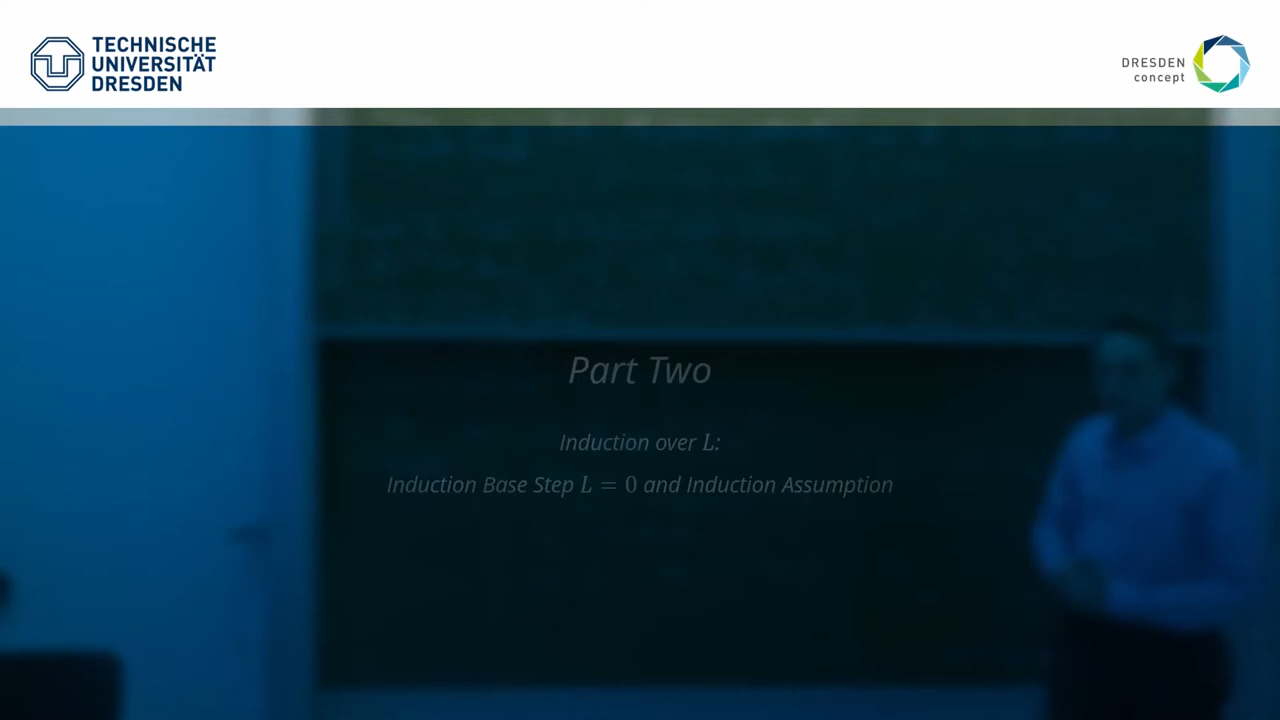 TECHNISCHE
UNIVERSITÄT
DRESDEN
DRESDEN
concept
Part Two
Induction over L:
Induction Base Step L = 0 and Induction Assumption